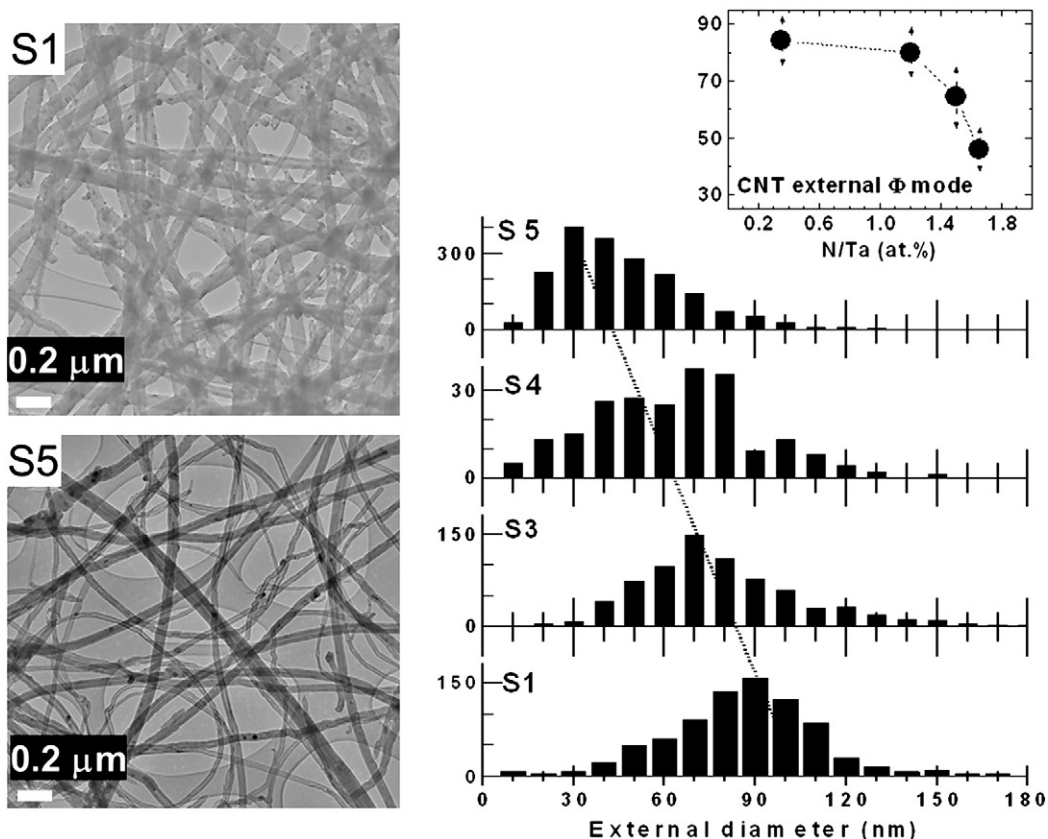 S1
0.2 μm
S5
0.2 μm
90
70
50
30
CNT external Φ mode
0.2 0.6 1.0 1.4 1.8
N/Ta (at.%)
S 5
300
0
S4
30
0
S3
150
0
S1
150
0
0 30 60 90 120 150 180
External diameter (nm)